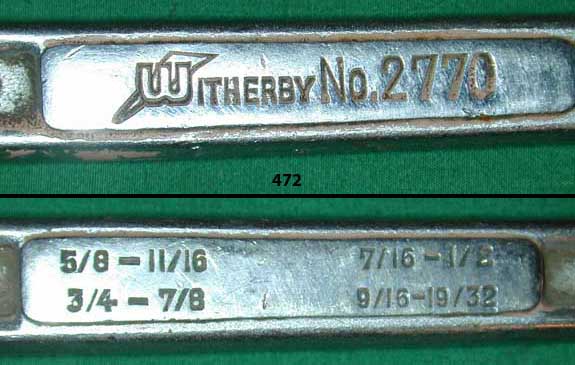 WITHERBY No. 2770
472
5/8 - 11/16 7/16 - 1/2
3/4 - 7/8 9/16-19/32